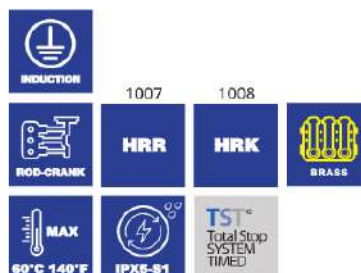 INDUCTION
1007 1008
ROD-CRANK HRR HRK BRASS
MAX
60°C 140°F
IPX5-S1
TST®
Total Stop
SYSTEM
TIMED